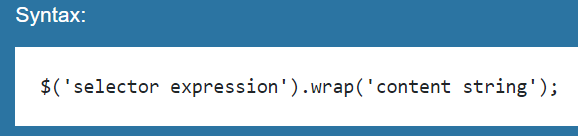 Syntax:
$('selector expression').wrap('content string');